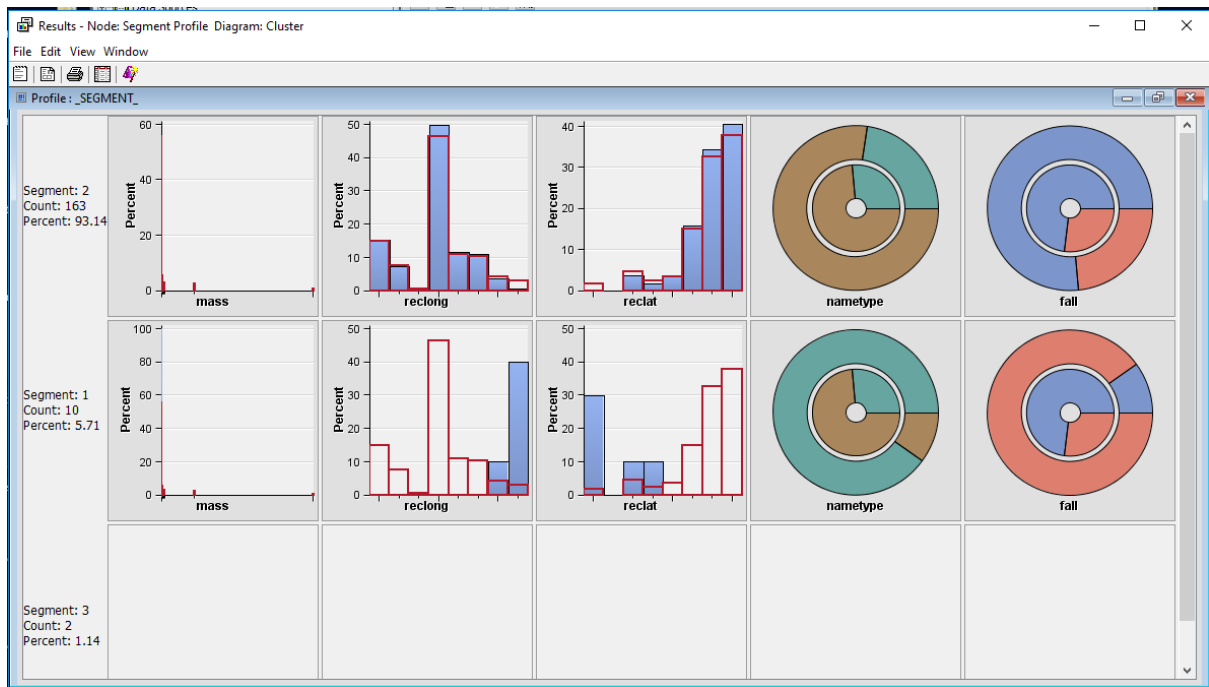 Results - Node: Segment Profile Diagram: Cluster
File Edit View Window
Profile : _SEGMENT_
Segment: 2
Count: 163
Percent: 93.14
Percent
60
40
20
0
mass
Percent
50
40
30
20
10
0
reclong
Percent
40
30
20
10
0
reclat
nametype
fall
Segment: 1
Count: 10
Percent: 5.71
Percent
100
80
60
40
20
0
mass
Percent
50
40
30
20
10
0
reclong
Percent
50
40
30
20
10
0
reclat
nametype
fall
Segment: 3
Count: 2
Percent: 1.14